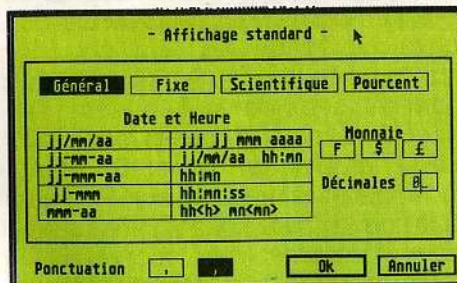 - Affichage standard -
Général Fixe Scientifique Pourcent
Date et Heure
jj/mm/aa jjj jj mmm aaaa
jj-mm-aa jj/mm/aa hh:mn
jj-mmm-aa hh:mn
jj-mmm hh:mn:ss
mmm-aa hh<h> mn<mn>
Monnaie
F $ £
Décimales 0_
Ponctuation . ,
Ok Annuler